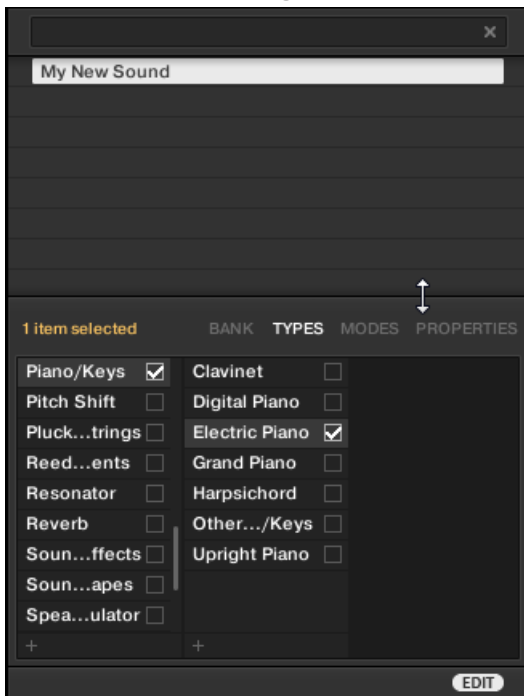 My New Sound
1 item selected BANK TYPES MODES PROPERTIES
Piano/Keys Clavinet
Pitch Shift Digital Piano
Pluck...trings Electric Piano
Reed...ents Grand Piano
Resonator Harpsichord
Reverb Other.../Keys
Soun...ffects Upright Piano
Soun...apes
Spea...ulator
+ +
EDIT